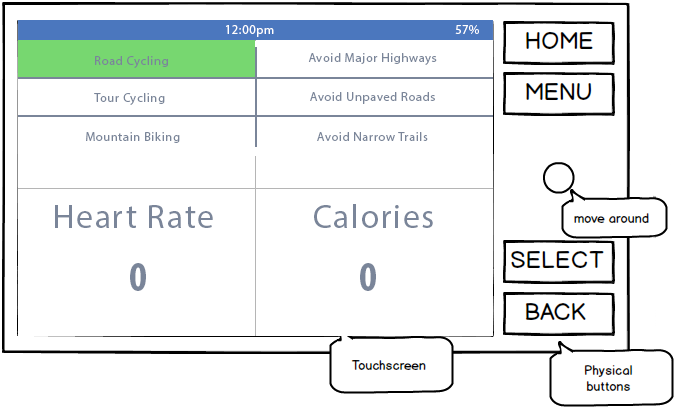 12:00pm 57%
Road Cycling Avoid Major Highways
Tour Cycling Avoid Unpaved Roads
Mountain Biking Avoid Narrow Trails
Heart Rate Calories
0 0
HOME
MENU
move around
SELECT
BACK
Touchscreen
Physical
buttons